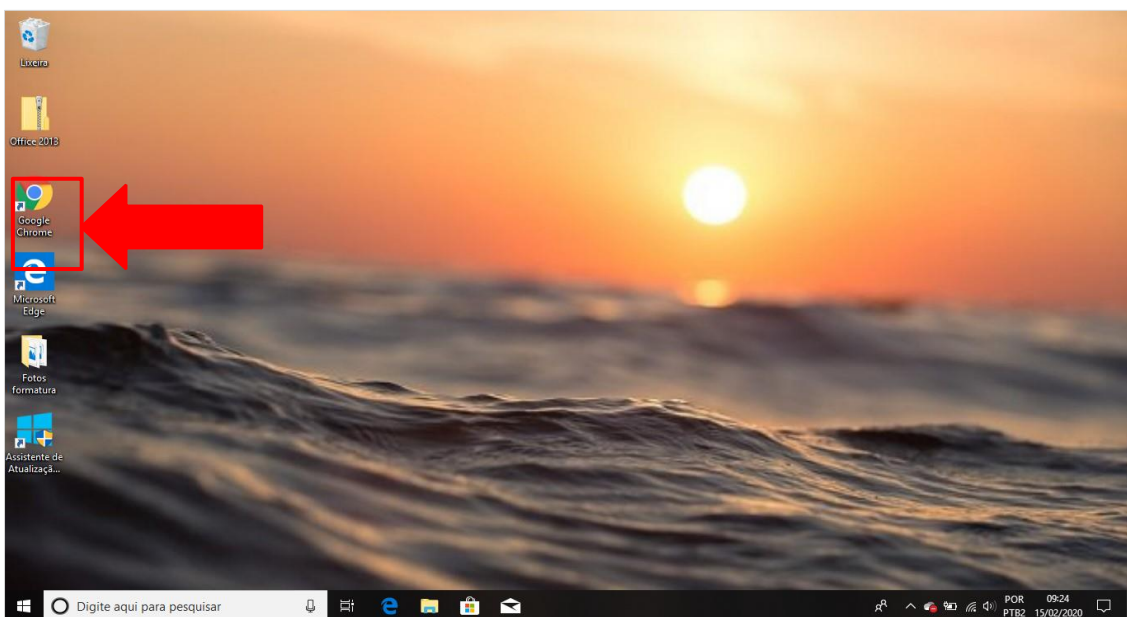 Lixeira
Office 2013
Google
Chrome
Microsoft
Edge
Fotos
formatura
Assistente de
Atualizaçã...
Digite aqui para pesquisar
POR
PTB2
09:24
15/02/2020